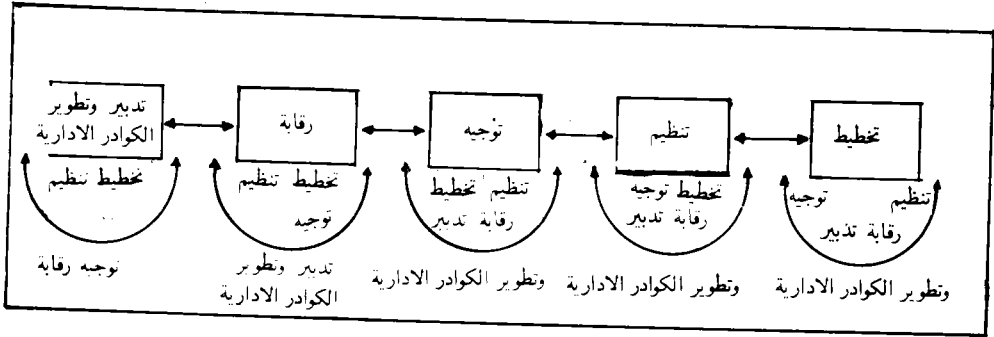 تخطيط
تنظيم توجيه
رقابة تدبير
وتطوير الكوادر الادارية
تنظيم
تخطيط توجيه
رقابة تدبير
وتطوير الكوادر الادارية
توجيه
تنظيم تخطيط
رقابة تدبير
وتطوير الكوادر الادارية
رقابة
تخطيط تنظيم
توجيه
تدبير وتطوير
الكوادر الادارية
تدبير وتطوير
الكوادر الادارية
تخطيط تنظيم
توجيه رقابة